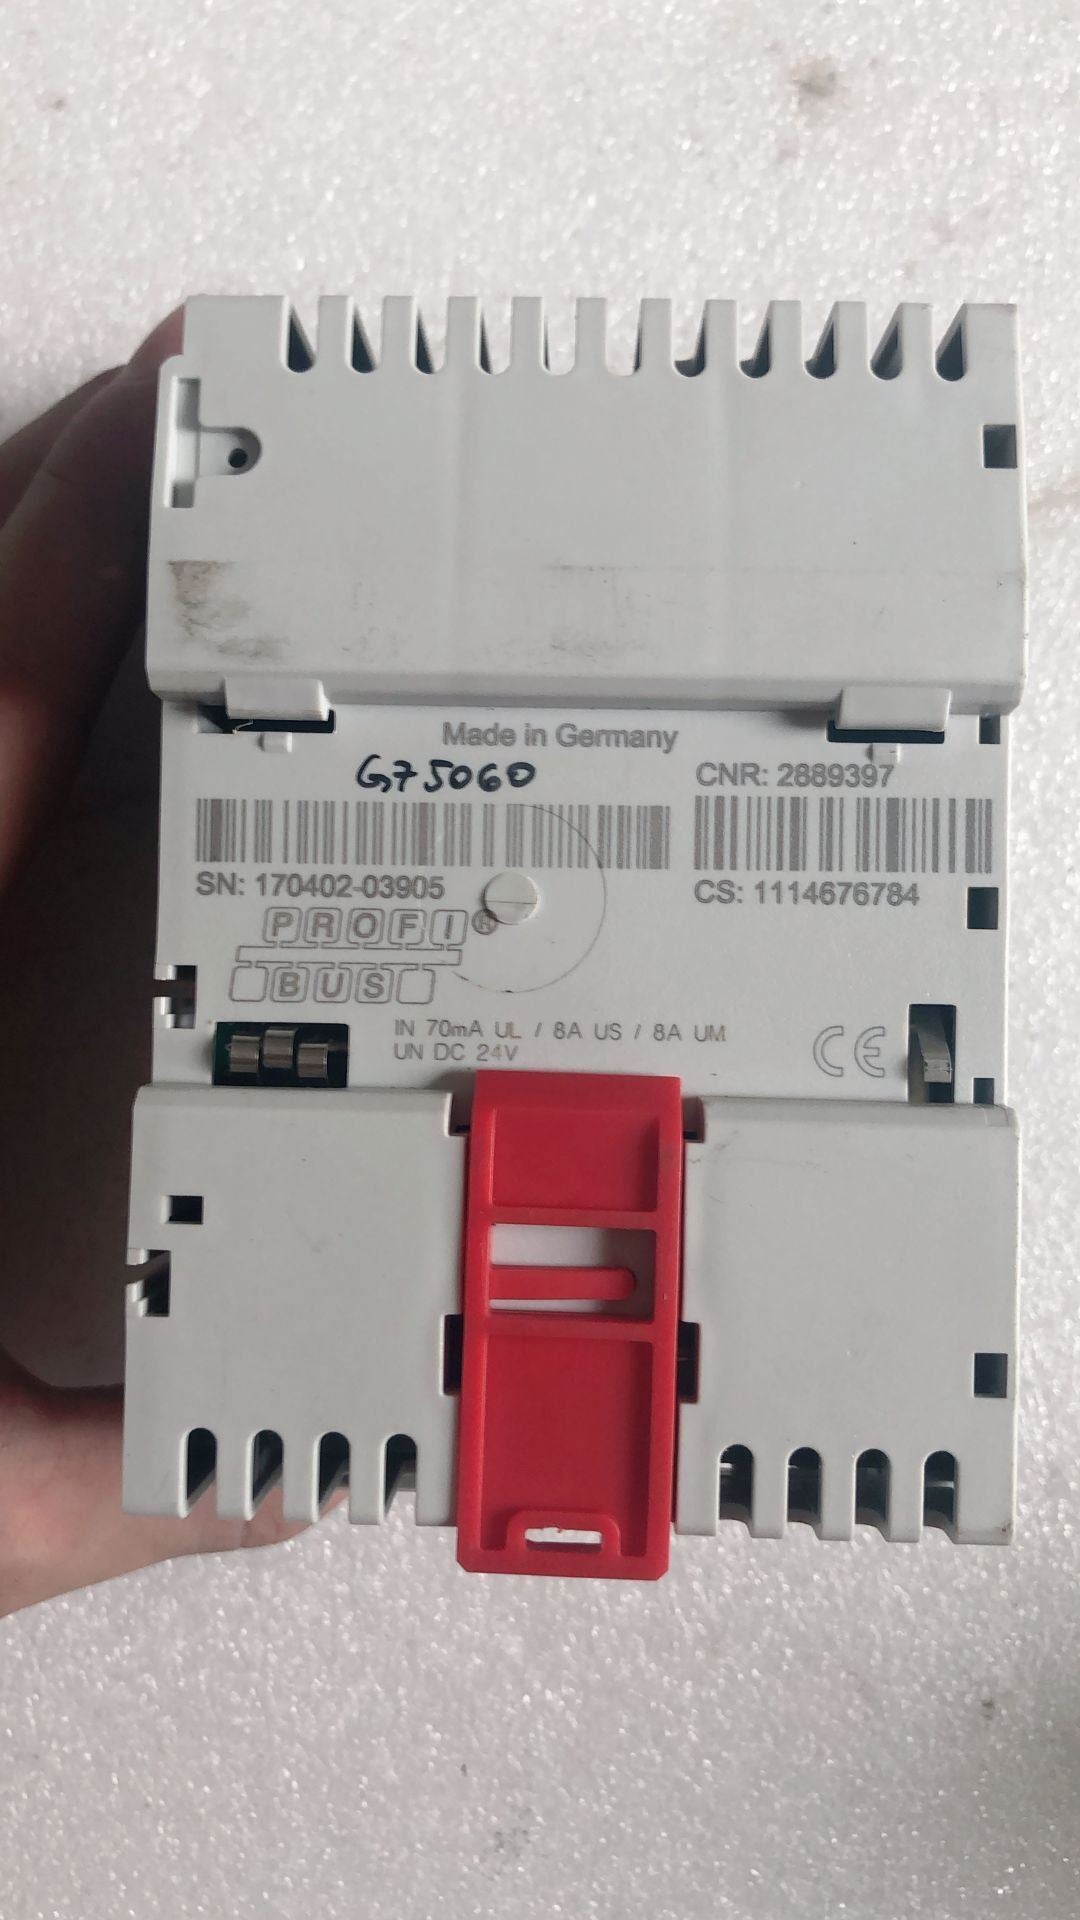 Made in Germany
G75060
CNR: 2889397
SN: 170402-03905
CS: 1114676784
PROFI®
BUS
IN 70mA UL / 8A US / 8A UM
UN DC 24V
CE